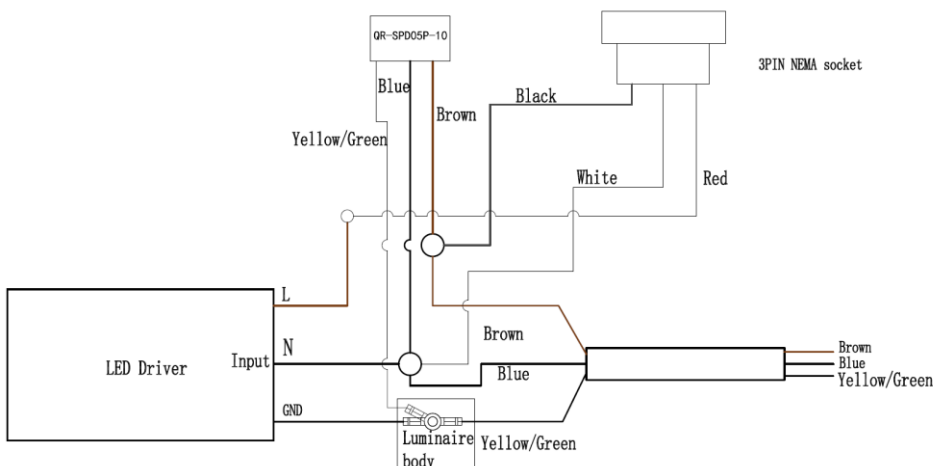 QR-SPD05P-10
3PIN NEMA socket
Blue
Black
Brown
Yellow/Green
White
Red
L
Brown
N
Brown
Input
Blue
LED Driver
Blue
Yellow/Green
GND
Luminaire
body
Yellow/Green